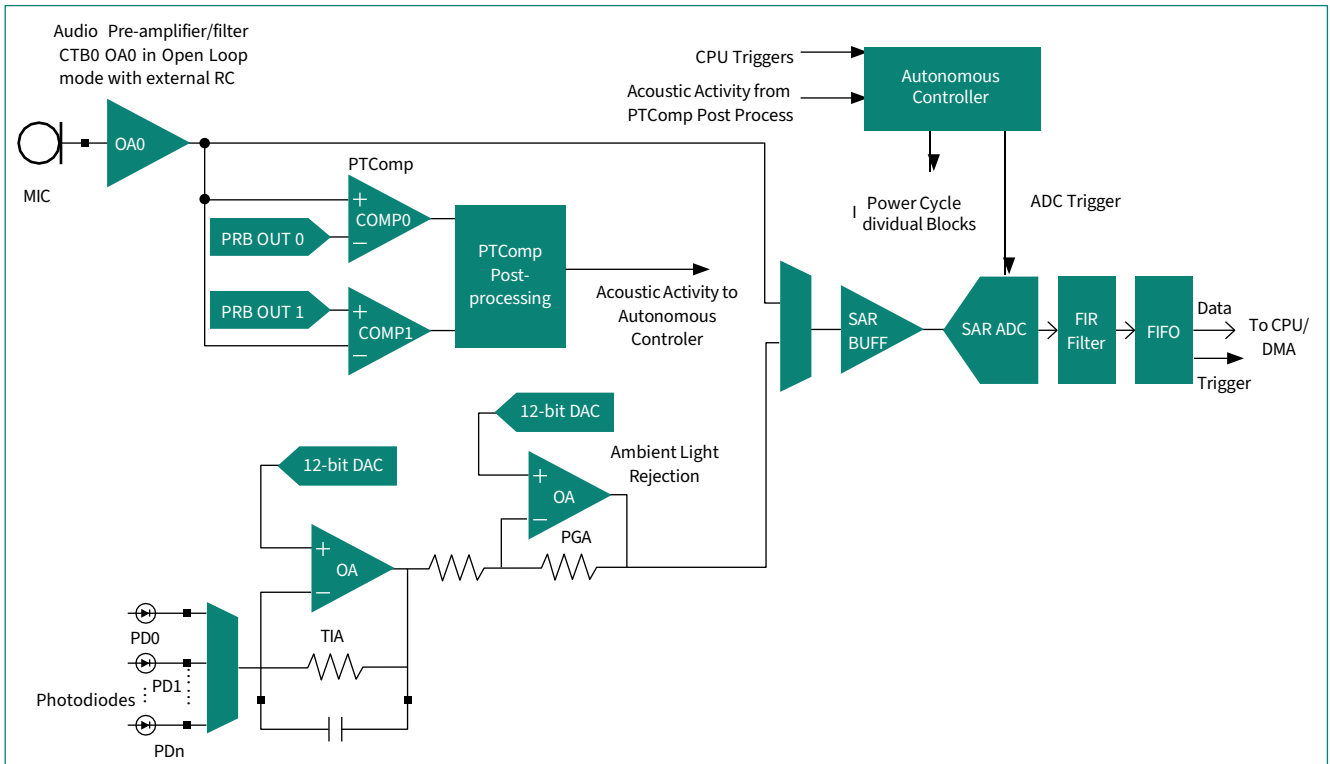 Audio Pre-amplifier/filter
CTB0 OA0 in Open Loop
mode with external RC
OA0
MIC
PTComp
+
COMP0
−
PRB OUT 0
PRB OUT 1
+
COMP1
−
PTComp
Post-
processing
Acoustic Activity to
Autonomous
Controler
CPU Triggers
Acoustic Activity from
PTComp Post Process
Autonomous
Controller
I Power Cycle
dividual Blocks
ADC Trigger
SAR
BUFF
SAR ADC
FIR
Filter
FIFO
Data
Trigger
To CPU/
DMA
12-bit DAC
+
OA
−
Ambient Light
Rejection
PGA
12-bit DAC
+
OA
−
TIA
PD0
PD1
Photodiodes
PDn